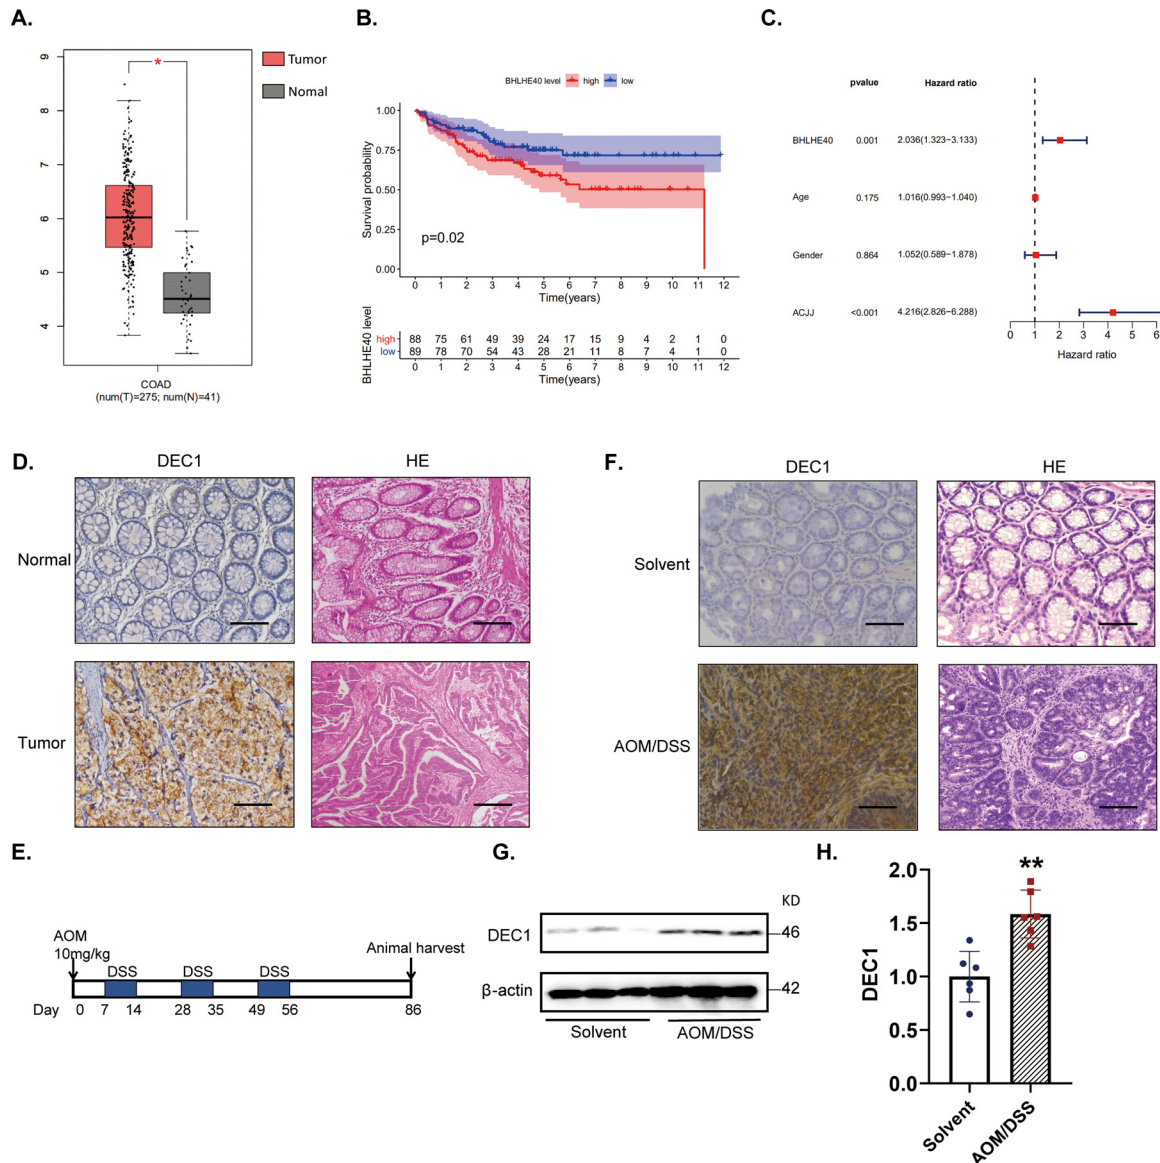 A.
9
8
7
6
5
4
*
Tumor
Nomal
COAD
(num(T)=275; num(N)=41)
B.
BHLHE40 level high low
Survival probability
1.00
0.75
0.50
0.25
0.00
p=0.02
0 1 2 3 4 5 6 7 8 9 10 11 12
Time(years)
BHLHE40 level
high 88 75 61 49 39 24 17 15 9 4 2 1 0
low 89 78 70 54 43 28 21 11 8 7 4 1 0
0 1 2 3 4 5 6 7 8 9 10 11 12
Time(years)
C.
pvalue Hazard ratio
BHLHE40 0.001 2.036(1.323−3.133)
Age 0.175 1.016(0.993−1.040)
Gender 0.864 1.052(0.589−1.878)
ACJJ <0.001 4.216(2.826−6.288)
0 1 2 3 4 5 6
Hazard ratio
D.
DEC1 HE
Normal
Tumor
F.
DEC1 HE
Solvent
AOM/DSS
E.
AOM
10mg/kg
Animal harvest
DSS DSS DSS
Day 0 7 14 28 35 49 56 86
G.
KD
DEC1 46
β-actin 42
Solvent AOM/DSS
H.
**
DEC1
2.0
1.5
1.0
0.5
0.0
Solvent
AOM/DSS